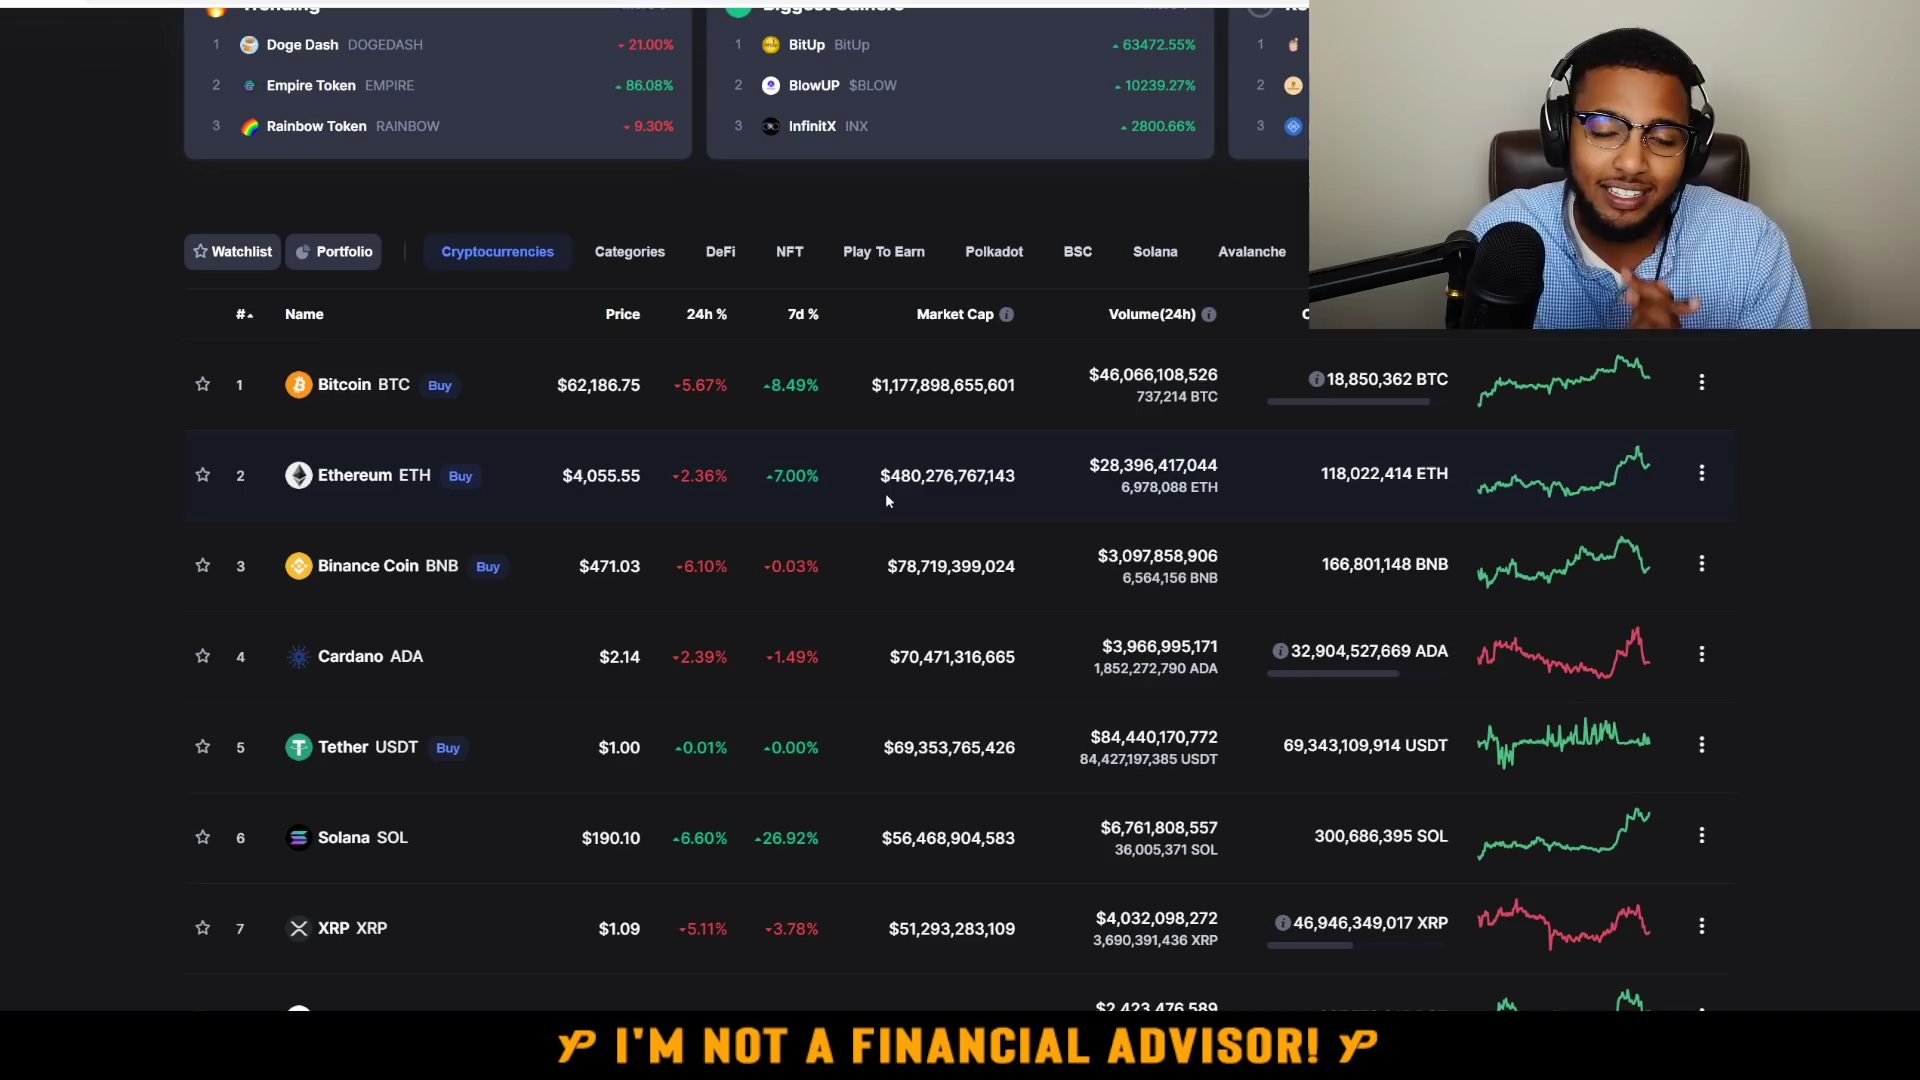 Trending
Biggest Gainers
1 Doge Dash DOGEDASH 21.00%
1 BitUp BitUp 63472.55%
1
2 Empire Token EMPIRE 86.08%
2 BlowUP $BLOW 10239.27%
2
3 Rainbow Token RAINBOW 9.30%
3 InfinitX INX 2800.66%
3
Watchlist Portfolio Cryptocurrencies Categories DeFi NFT Play To Earn Polkadot BSC Solana Avalanche
# Name Price 24h % 7d % Market Cap Volume(24h)
1 Bitcoin BTC Buy $62,186.75 5.67% 8.49% $1,177,898,655,601 $46,066,108,526 18,850,362 BTC
737,214 BTC
2 Ethereum ETH Buy $4,055.55 2.36% 7.00% $480,276,767,143 $28,396,417,044 118,022,414 ETH
6,978,088 ETH
3 Binance Coin BNB Buy $471.03 6.10% 0.03% $78,719,399,024 $3,097,858,906 166,801,148 BNB
6,564,156 BNB
4 Cardano ADA $2.14 2.39% 1.49% $70,471,316,665 $3,966,995,171 32,904,527,669 ADA
1,852,272,790 ADA
5 Tether USDT Buy $1.00 0.01% 0.00% $69,353,765,426 $84,440,170,772 69,343,109,914 USDT
84,427,197,385 USDT
6 Solana SOL $190.10 6.60% 26.92% $56,468,904,583 $6,761,808,557 300,686,395 SOL
36,005,371 SOL
7 XRP XRP $1.09 5.11% 3.78% $51,293,283,109 $4,032,098,272 46,946,349,017 XRP
3,690,391,436 XRP
$2,423,476,589
YP I'M NOT A FINANCIAL ADVISOR! YP